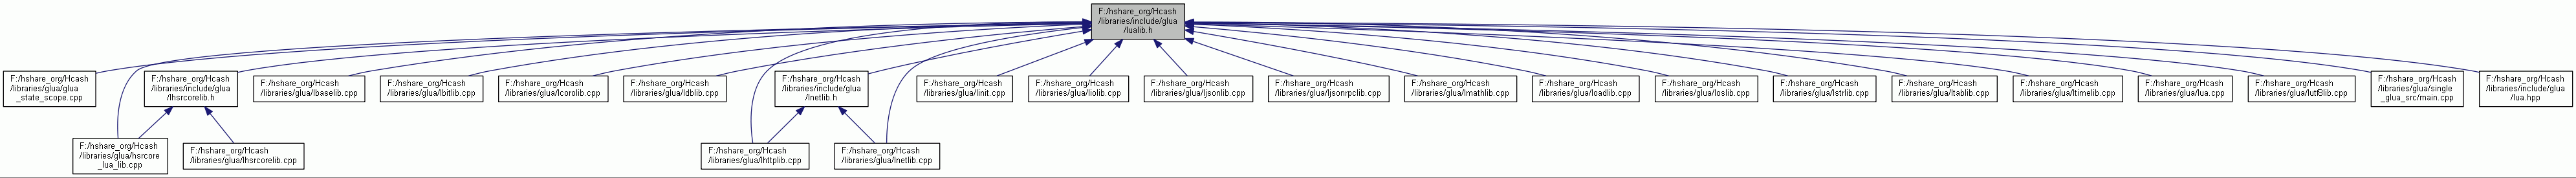 F:/hshare_org/Hcash
/libraries/include/glua
/lualib.h
F:/hshare_org/Hcash
/libraries/glua/glua
_state_scope.cpp
F:/hshare_org/Hcash
/libraries/include/glua
/lhsrcorelib.h
F:/hshare_org/Hcash
/libraries/glua/lbaselib.cpp
F:/hshare_org/Hcash
/libraries/glua/lbitlib.cpp
F:/hshare_org/Hcash
/libraries/glua/lcorolib.cpp
F:/hshare_org/Hcash
/libraries/glua/ldblib.cpp
F:/hshare_org/Hcash
/libraries/include/glua
/lnetlib.h
F:/hshare_org/Hcash
/libraries/glua/linit.cpp
F:/hshare_org/Hcash
/libraries/glua/liolib.cpp
F:/hshare_org/Hcash
/libraries/glua/ljsonlib.cpp
F:/hshare_org/Hcash
/libraries/glua/ljsonrpclib.cpp
F:/hshare_org/Hcash
/libraries/glua/lmathlib.cpp
F:/hshare_org/Hcash
/libraries/glua/loadlib.cpp
F:/hshare_org/Hcash
/libraries/glua/loslib.cpp
F:/hshare_org/Hcash
/libraries/glua/lstrlib.cpp
F:/hshare_org/Hcash
/libraries/glua/ltablib.cpp
F:/hshare_org/Hcash
/libraries/glua/ltimelib.cpp
F:/hshare_org/Hcash
/libraries/glua/lua.cpp
F:/hshare_org/Hcash
/libraries/glua/lutf8lib.cpp
F:/hshare_org/Hcash
/libraries/glua/single
_glua_src/main.cpp
F:/hshare_org/Hcash
/libraries/include/glua
/lua.hpp
F:/hshare_org/Hcash
/libraries/glua/hsrcore
_lua_lib.cpp
F:/hshare_org/Hcash
/libraries/glua/lhsrcorelib.cpp
F:/hshare_org/Hcash
/libraries/glua/lhttplib.cpp
F:/hshare_org/Hcash
/libraries/glua/lnetlib.cpp